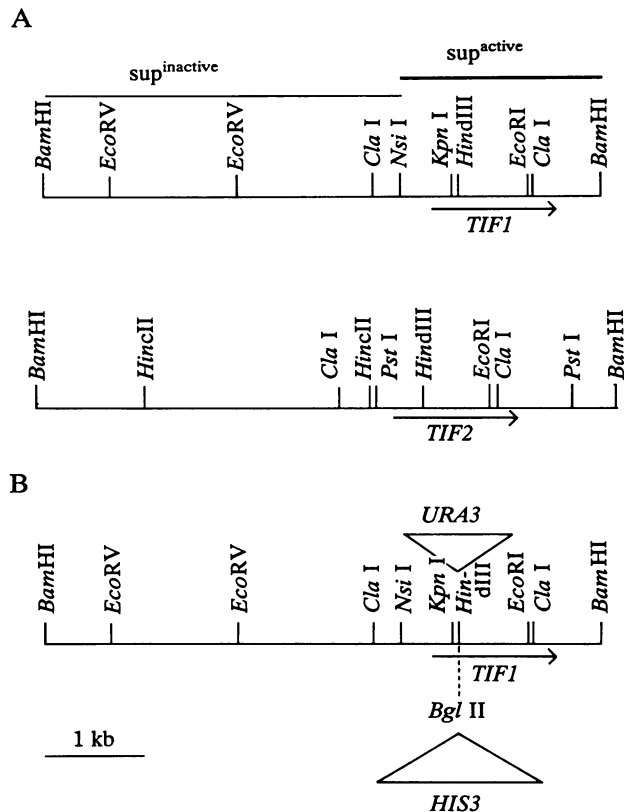 A
sup^inactive
sup^active
BamHI
EcoRV
EcoRV
Cla I
Nsi I
Kpn I
HindIII
EcoRI
Cla I
BamHI
TIF1
BamHI
HincII
Cla I
HincII
Pst I
HindIII
EcoRI
Cla I
Pst I
BamHI
TIF2
B
URA3
BamHI
EcoRV
EcoRV
Cla I
Nsi I
Kpn I
Hin-
dIII
EcoRI
Cla I
BamHI
TIF1
Bgl II
1 kb
HIS3